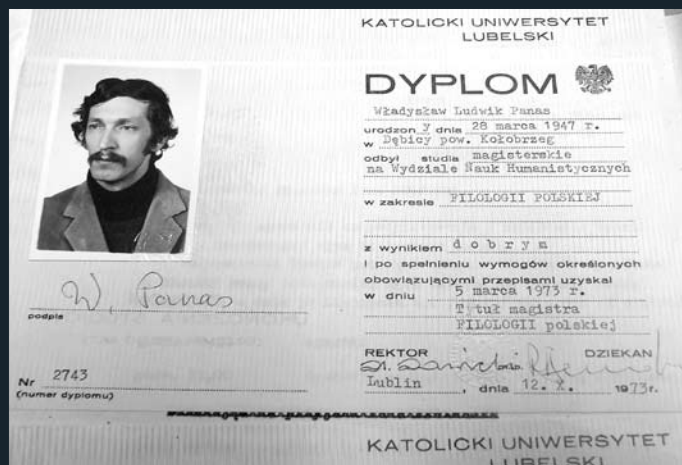 KATOLICKI UNIWERSYTET
LUBELSKI
DYPLOM
Władysław Ludwik Panas
urodzon y dnia 28 marca 1947 r.
w Dębicy pow. Kołobrzeg
odbył studia magisterskie
na Wydziale Nauk Humanistycznych
w zakresie FILOLOGII POLSKIEJ
z wynikiem dobrym
i po spełnieniu wymogów określonych
obowiązującymi przepisami uzyskał
w dniu 5 marca 1973 r.
Tytuł magistra
FILOLOGII polskiej
W. Panas
podpis
REKTOR DZIEKAN
Nr 2743
(numer dyplomu)
Lublin, dnia 12. X. 1973r.
KATOLICKI UNIWERSYTET
LUBELSKI